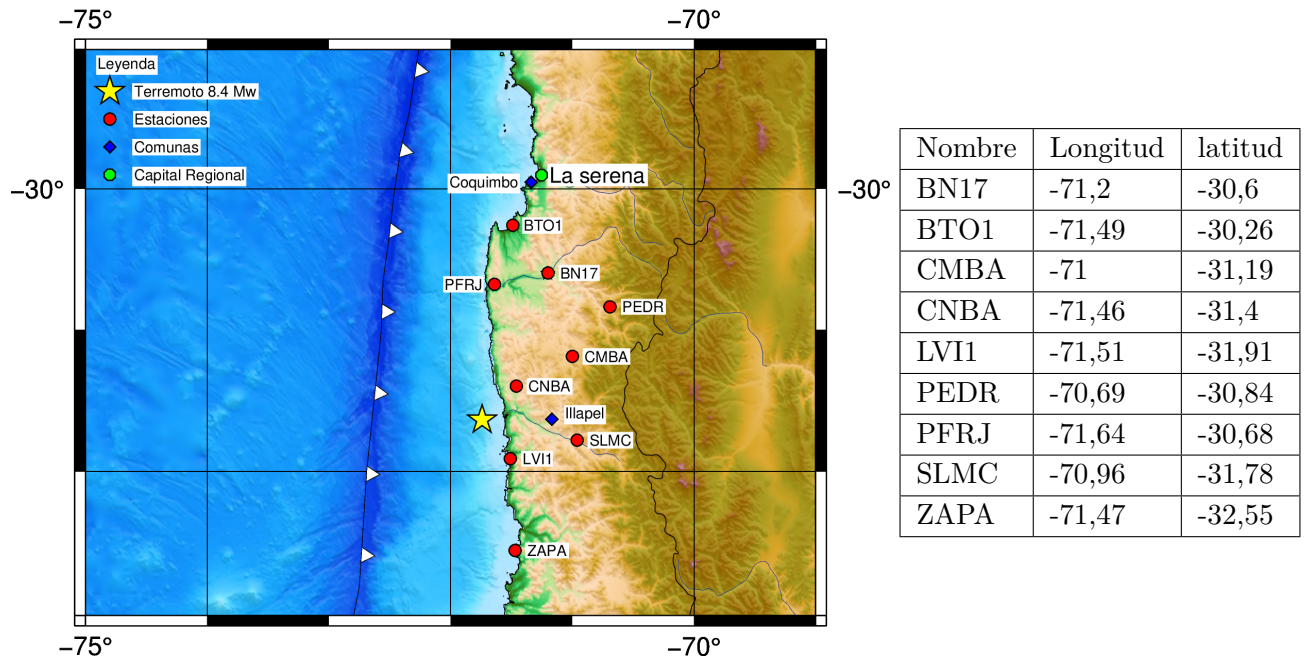 −75°
−70°
Leyenda
Terremoto 8.4 Mw
Estaciones
Comunas
Capital Regional
−30°
−30°
Coquimbo
La serena
BTO1
BN17
PFRJ
PEDR
CMBA
CNBA
Illapel
SLMC
LVI1
ZAPA
−75°
−70°
Nombre Longitud latitud
BN17 -71,2 -30,6
BTO1 -71,49 -30,26
CMBA -71 -31,19
CNBA -71,46 -31,4
LVI1 -71,51 -31,91
PEDR -70,69 -30,84
PFRJ -71,64 -30,68
SLMC -70,96 -31,78
ZAPA -71,47 -32,55